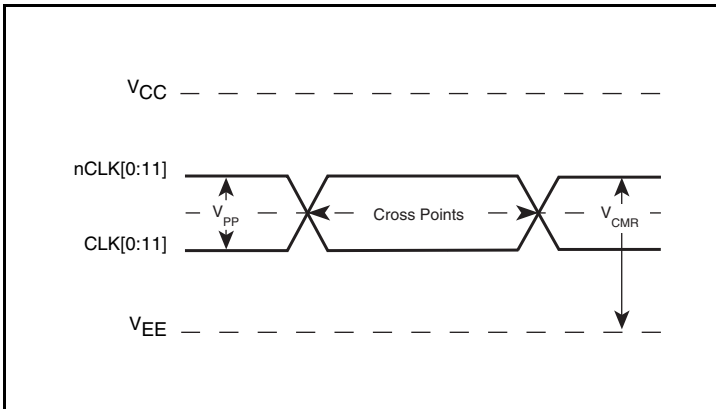 VCC
nCLK[0:11]
VPP
Cross Points
VCMR
CLK[0:11]
VEE